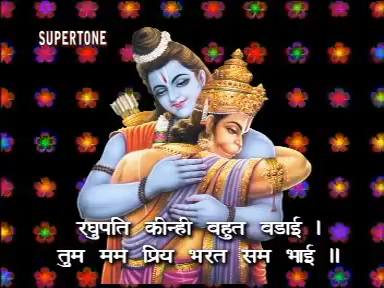 SUPERTONE
रघुपति कीन्ही वहुत वडाई ।
तुम मम प्रिय भरत सम भाई ॥